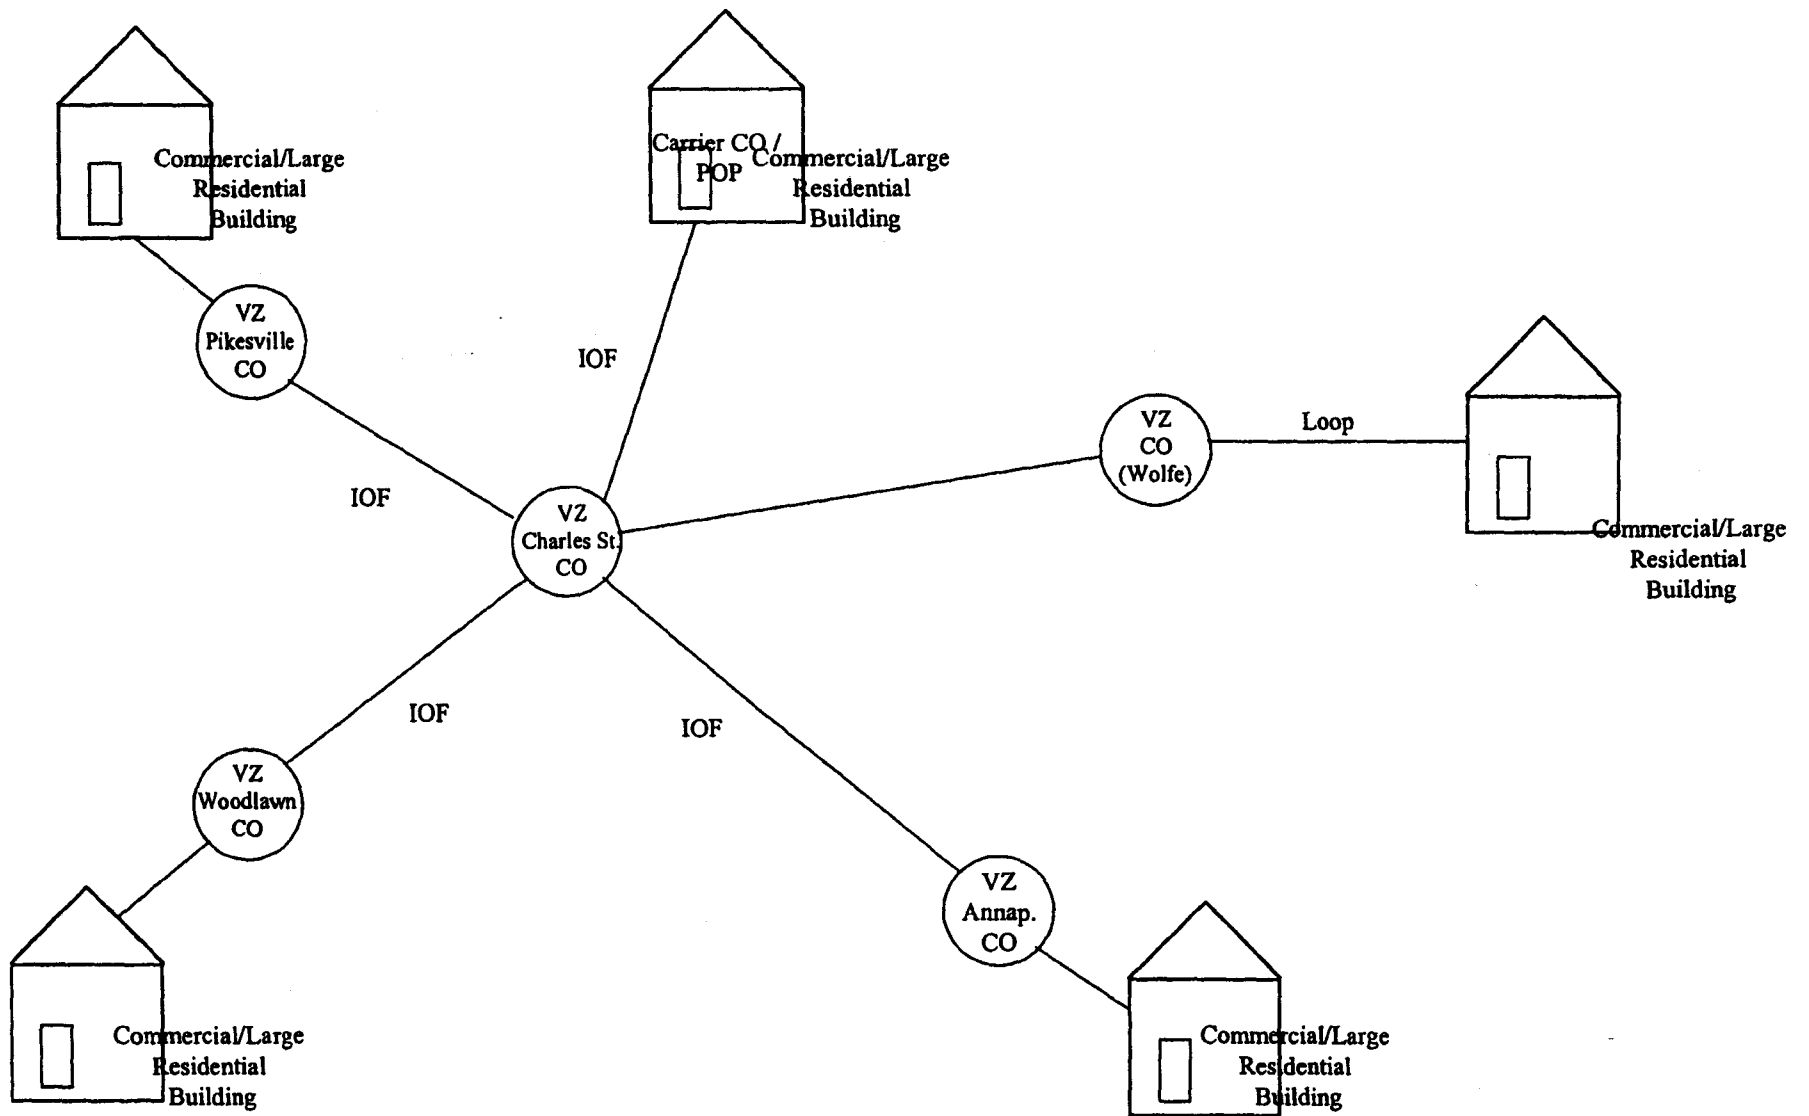 Commercial/Large
Residential
Building
Carrier CO /
POP
Commercial/Large
Residential
Building
VZ
Pikesville
CO
IOF
VZ
CO
(Wolfe)
Loop
IOF
VZ
Charles St.
CO
Commercial/Large
Residential
Building
IOF
IOF
VZ
Woodlawn
CO
VZ
Annap.
CO
Commercial/Large
Residential
Building
Commercial/Large
Residential
Building